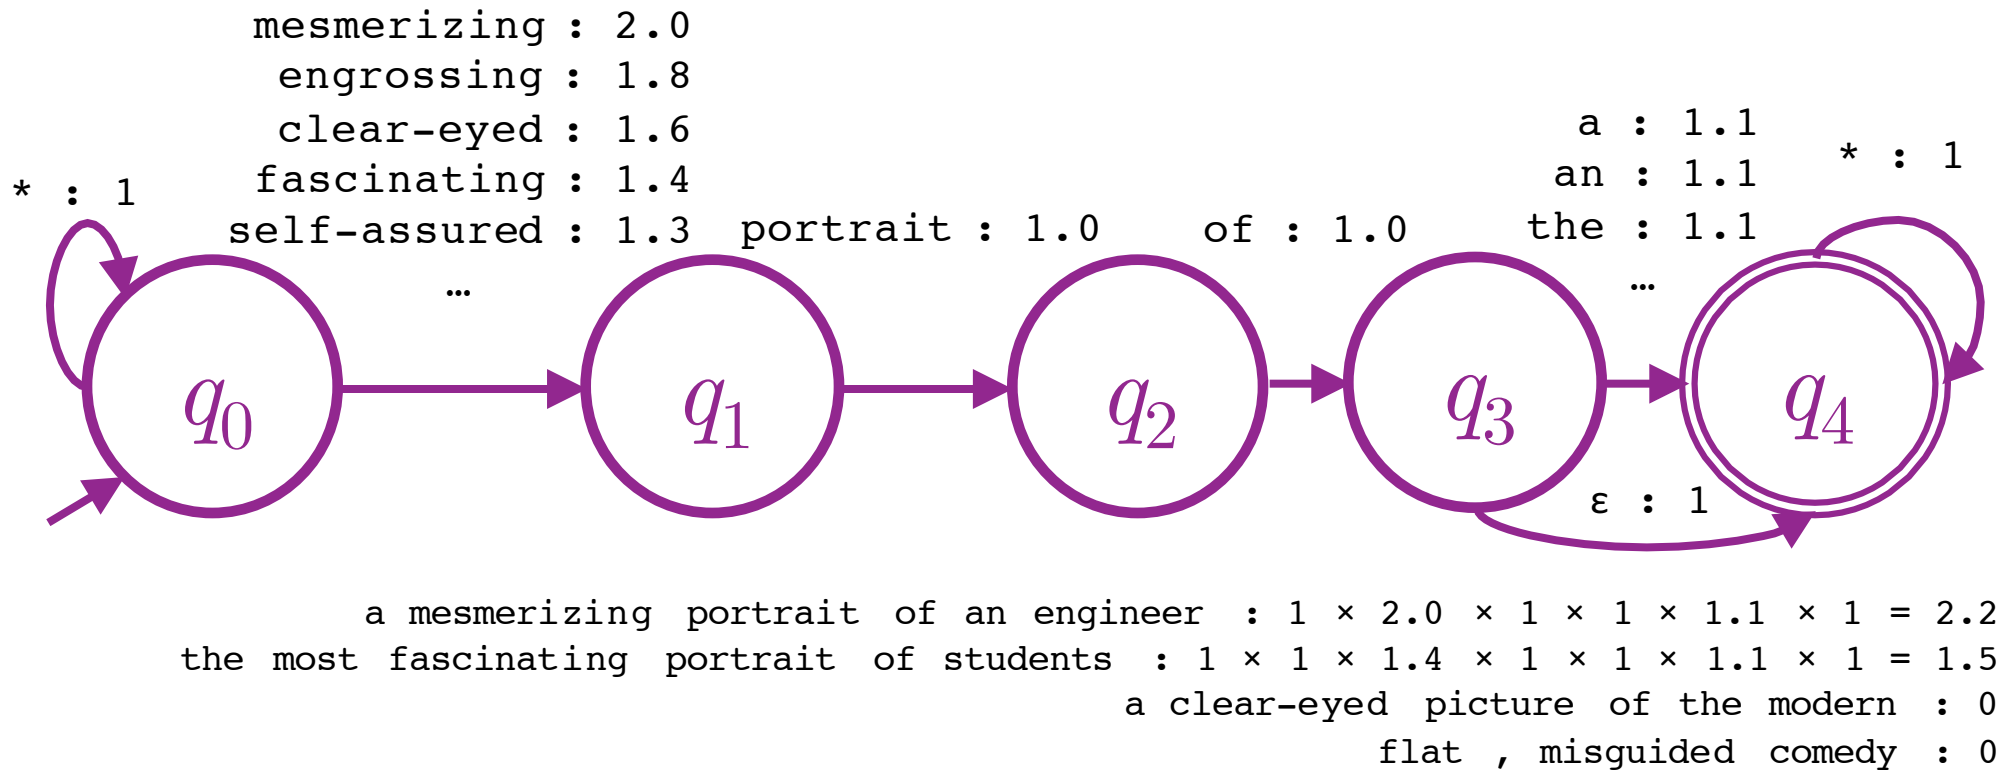 mesmerizing : 2.0
engrossing : 1.8
clear-eyed : 1.6
fascinating : 1.4
self-assured : 1.3
…
* : 1
portrait : 1.0
of : 1.0
a : 1.1
an : 1.1
the : 1.1
…
* : 1
q0
q1
q2
q3
q4
ε : 1
a mesmerizing portrait of an engineer : 1 × 2.0 × 1 × 1 × 1.1 × 1 = 2.2
the most fascinating portrait of students : 1 × 1 × 1.4 × 1 × 1 × 1.1 × 1 = 1.5
a clear-eyed picture of the modern : 0
flat , misguided comedy : 0